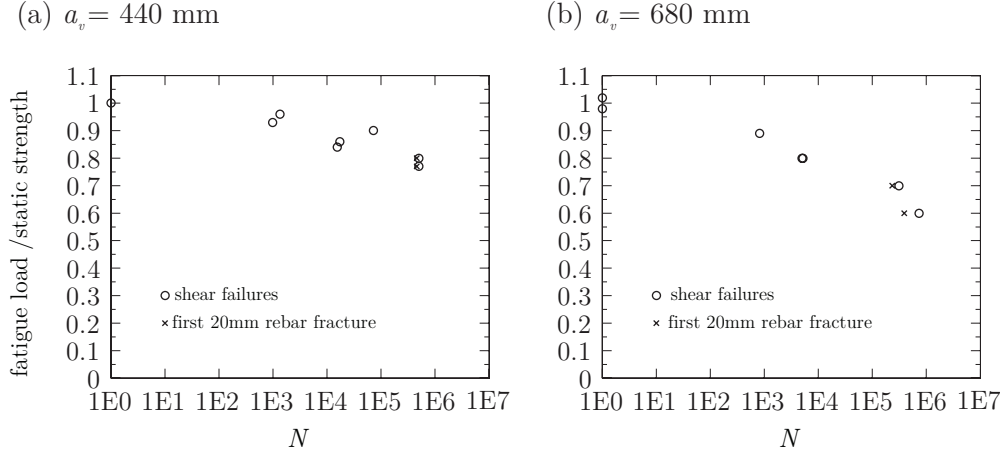 (a) a_v = 440 mm
fatigue load /static strength
1.1
1
0.9
0.8
0.7
0.6
0.5
0.4
0.3
0.2
0.1
0
shear failures
first 20mm rebar fracture
1E0 1E1 1E2 1E3 1E4 1E5 1E6 1E7
N
(b) a_v = 680 mm
1.1
1
0.9
0.8
0.7
0.6
0.5
0.4
0.3
0.2
0.1
0
shear failures
first 20mm rebar fracture
1E0 1E1 1E2 1E3 1E4 1E5 1E6 1E7
N